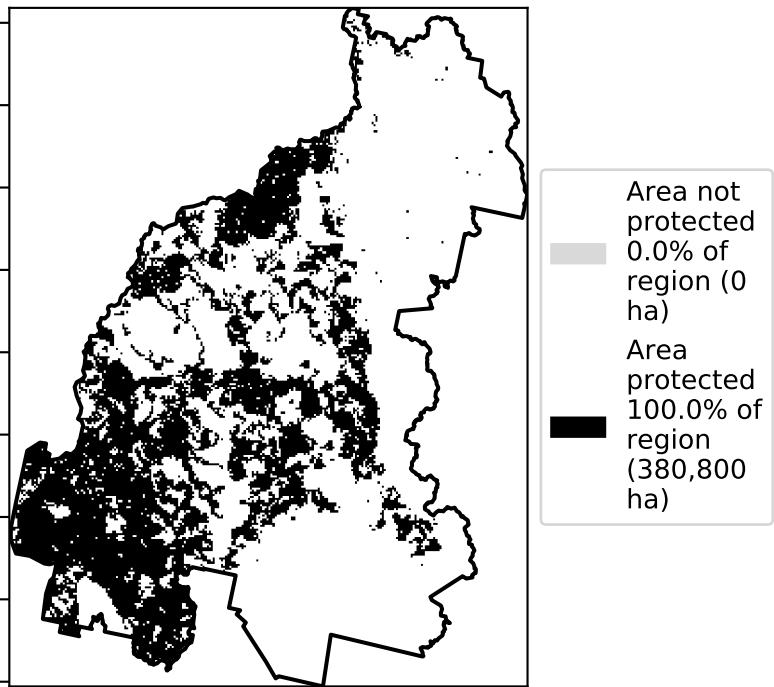 Area not
protected
0.0% of
region (0
ha)
Area
protected
100.0% of
region
(380,800
ha)